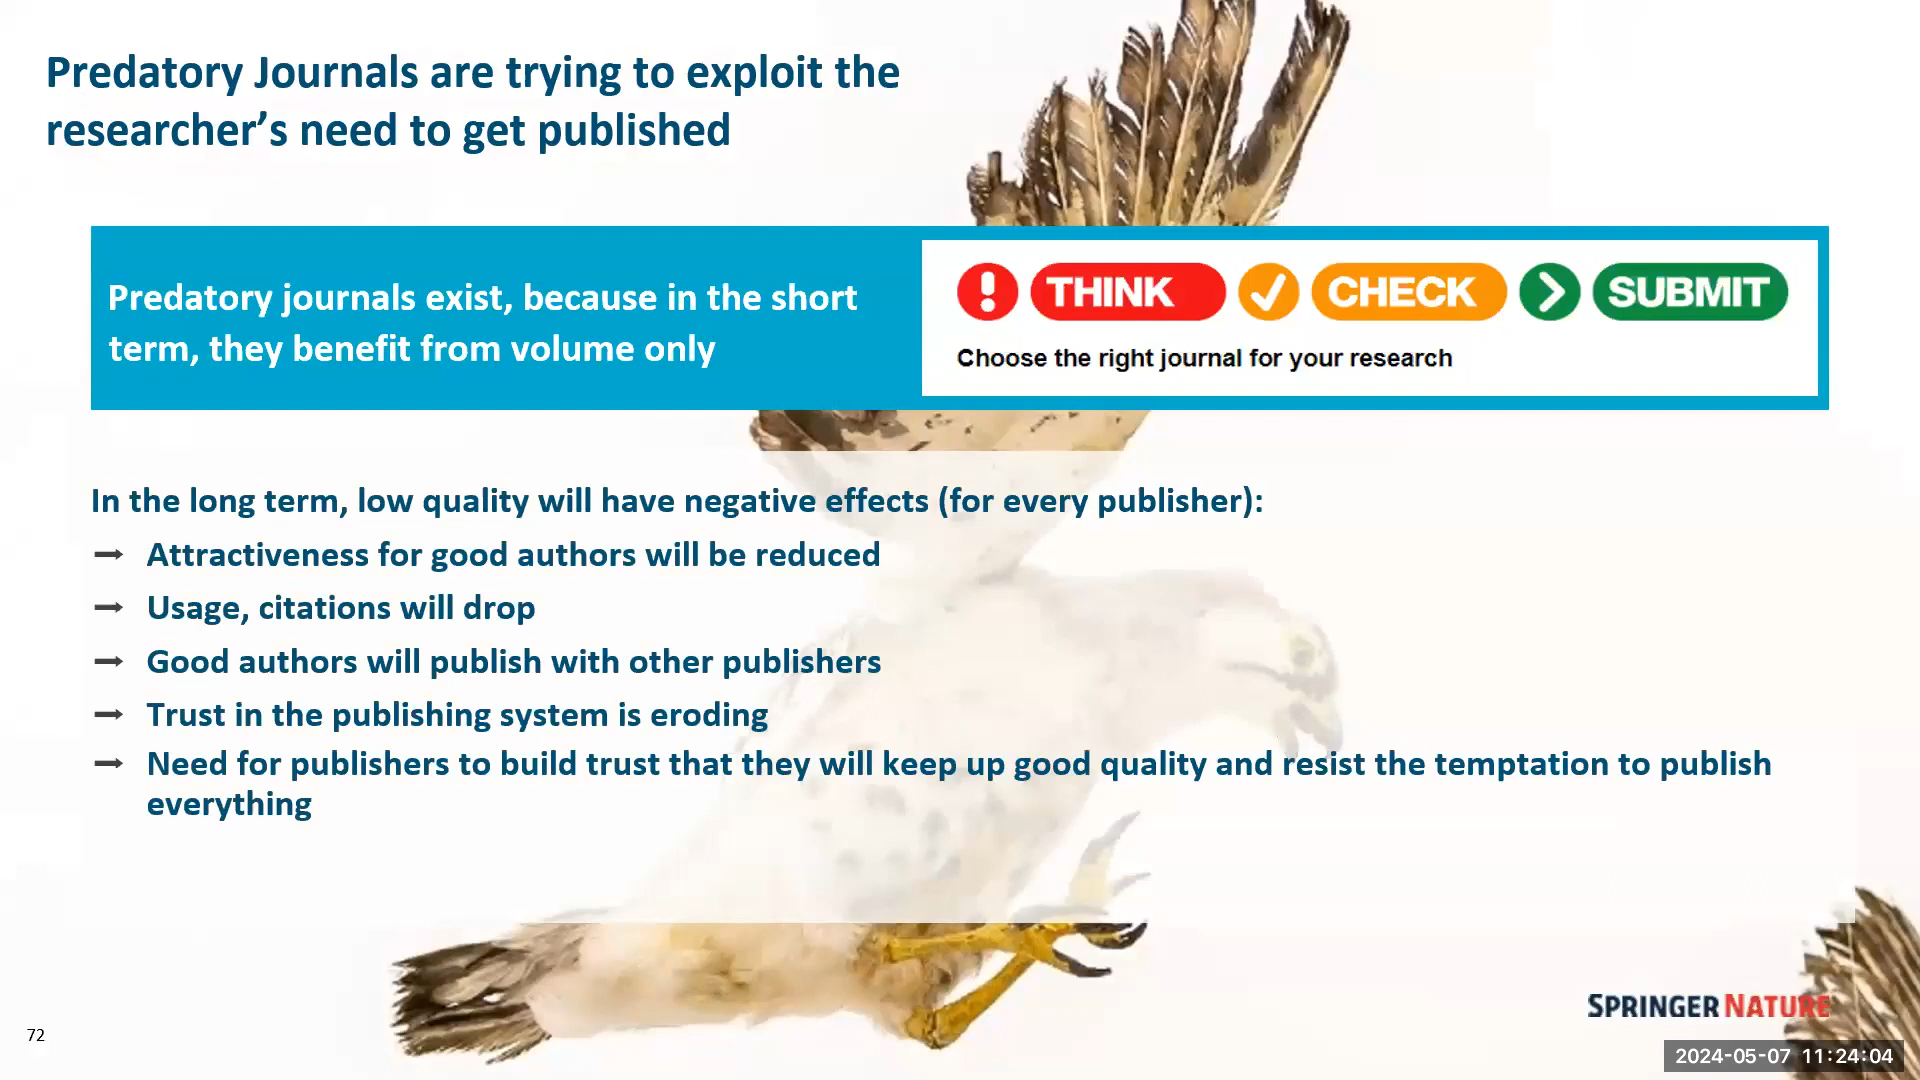 Predatory Journals are trying to exploit the
researcher’s need to get published
Predatory journals exist, because in the short
term, they benefit from volume only
! THINK ✓ CHECK > SUBMIT
Choose the right journal for your research
In the long term, low quality will have negative effects (for every publisher):
→ Attractiveness for good authors will be reduced
→ Usage, citations will drop
→ Good authors will publish with other publishers
→ Trust in the publishing system is eroding
→ Need for publishers to build trust that they will keep up good quality and resist the temptation to publish
everything
SPRINGER NATURE
72
2024-05-07 11:24:04